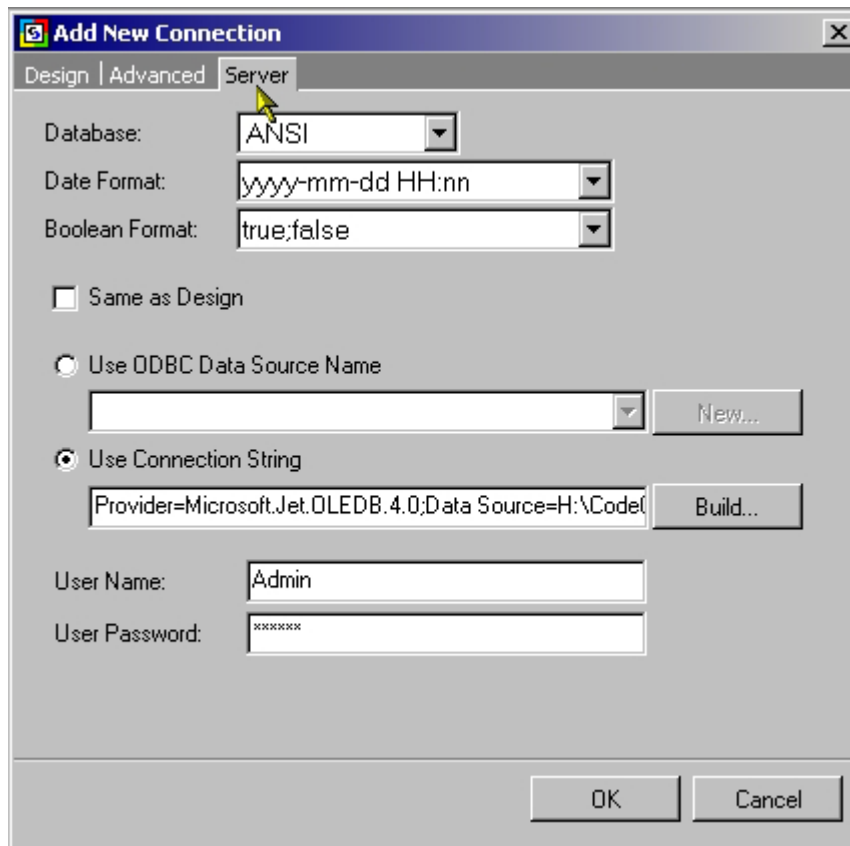 Add New Connection
Design Advanced Server
Database: ANSI
Date Format: yyyy-mm-dd HH:nn
Boolean Format: true;false
Same as Design
Use ODBC Data Source Name
New...
Use Connection String
Provider=Microsoft.Jet.OLEDB.4.0;Data Source=H:\Code
Build...
User Name: Admin
User Password: ××××××
OK Cancel